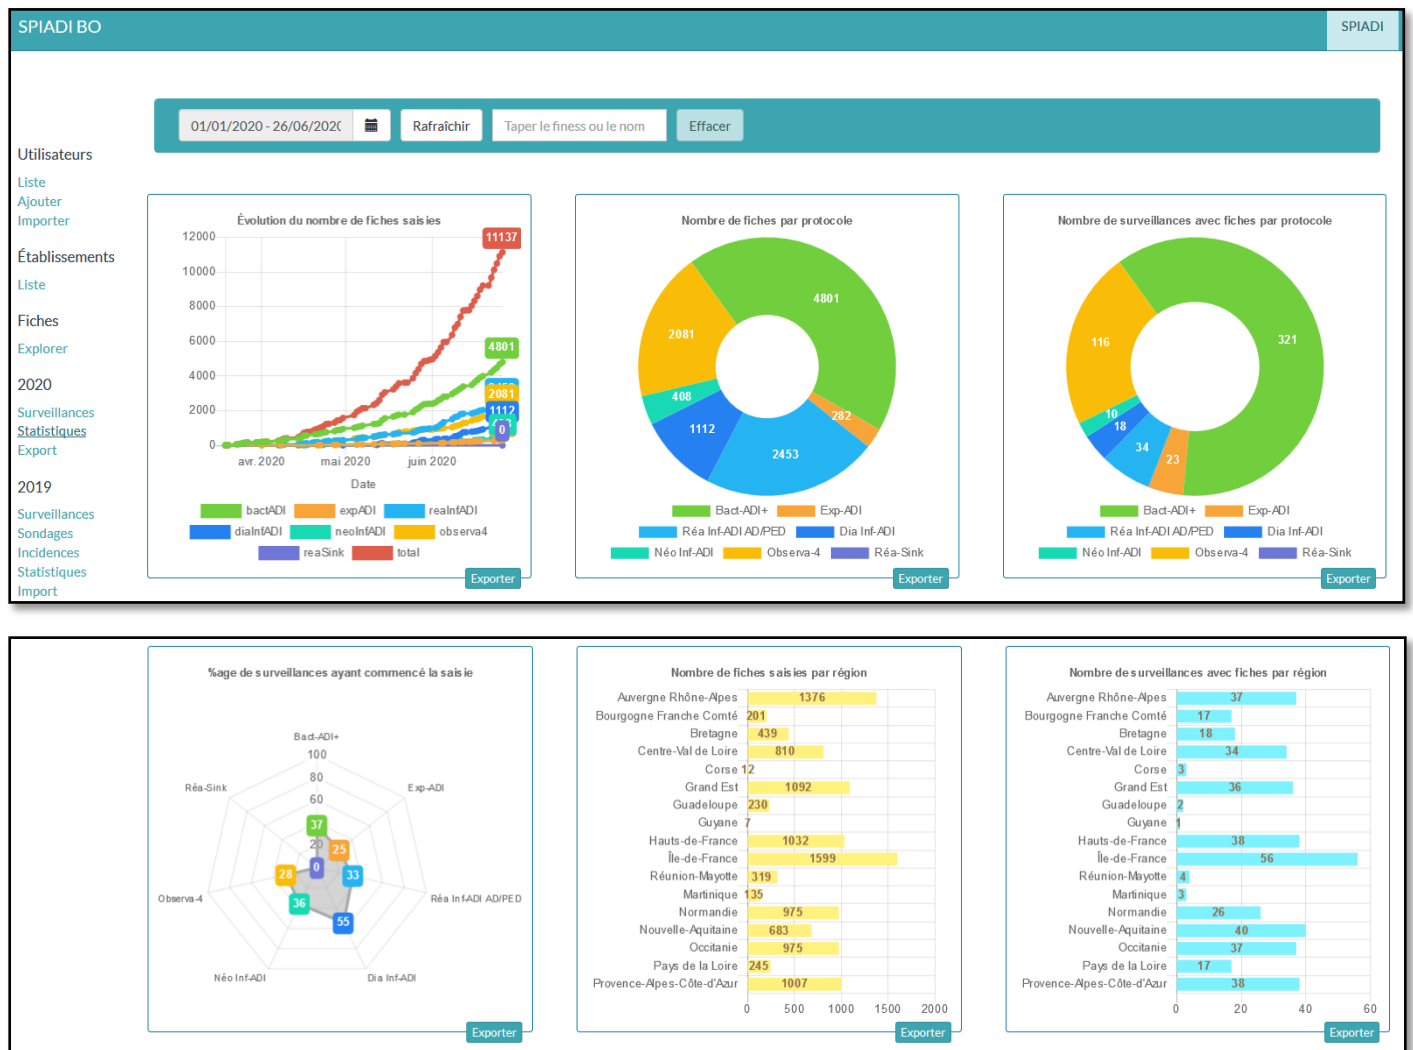 SPIADI BO
SPIADI
01/01/2020 - 26/06/202
Rafraîchir
Taper le finess ou le nom
Effacer
Utilisateurs
Liste
Ajouter
Importer
Établissements
Liste
Fiches
Explorer
2020
Surveillances
Statistiques
Export
2019
Surveillances
Sondages
Incidences
Statistiques
Import
Évolution du nombre de fiches saisies
12000
10000
8000
6000
4000
2000
0
11137
4801
2081
1112
0
avr. 2020 mai 2020 juin 2020
Date
bactADI expADI reaInfADI
diaInfADI neoInfADI observa4
reaSink total
Exporter
Nombre de fiches par protocole
4801
2081
408
282
1112
2453
Bact-ADI+ Exp-ADI
Réa Inf-ADI AD/PED Dia Inf-ADI
Néo Inf-ADI Observa-4 Réa-Sink
Exporter
Nombre de surveillances avec fiches par protocole
321
116
10
18
34
23
Bact-ADI+ Exp-ADI
Réa Inf-ADI AD/PED Dia Inf-ADI
Néo Inf-ADI Observa-4 Réa-Sink
Exporter
%age de surveillances ayant commencé la saisie
Bact-ADI+
100
80
60
37
20
0
Réa-Sink
Exp-ADI
25
28
33
Observa-4
Réa Inf-ADI AD/PED
36
55
Néo Inf-ADI
Dia Inf-ADI
Exporter
Nombre de fiches saisies par région
Auvergne Rhône-Alpes 1376
Bourgogne Franche Comté 201
Bretagne 439
Centre-Val de Loire 810
Corse 12
Grand Est 1092
Guadeloupe 230
Guyane 7
Hauts-de-France 1032
Île-de-France 1599
Réunion-Mayotte 319
Martinique 135
Normandie 975
Nouvelle-Aquitaine 683
Occitanie 975
Pays de la Loire 245
Provence-Alpes-Côte-d'Azur 1007
0 500 1000 1500 2000
Exporter
Nombre de surveillances avec fiches par région
Auvergne Rhône-Alpes 37
Bourgogne Franche Comté 17
Bretagne 18
Centre-Val de Loire 34
Corse 3
Grand Est 36
Guadeloupe 2
Guyane 1
Hauts-de-France 38
Île-de-France 56
Réunion-Mayotte 4
Martinique 3
Normandie 26
Nouvelle-Aquitaine 40
Occitanie 37
Pays de la Loire 17
Provence-Alpes-Côte-d'Azur 38
0 20 40 60
Exporter